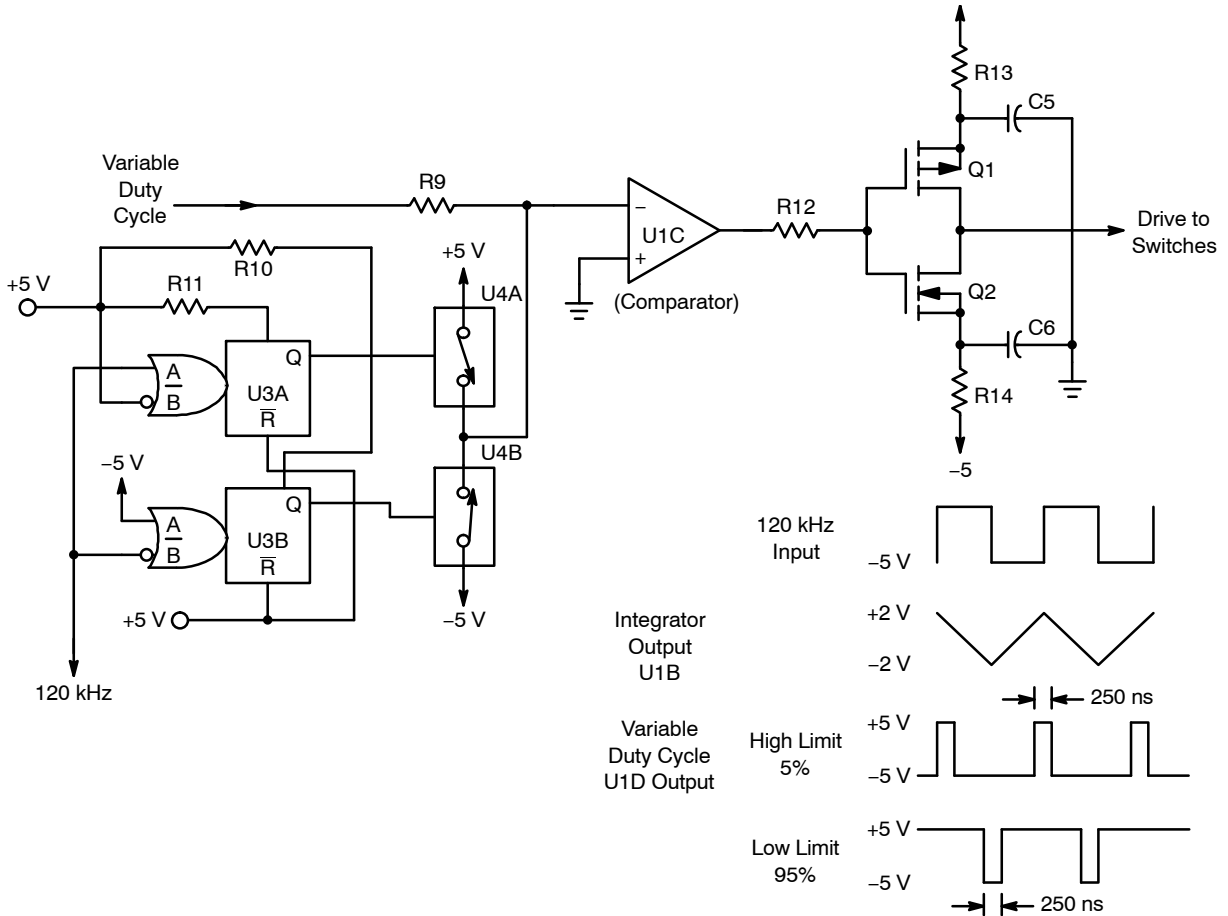 R13
C5
Variable
Duty
Cycle
R9
Q1
−
U1C
+
(Comparator)
R12
Drive to
Switches
R10
+5 V
+5 V
R11
U4A
Q2
C6
A
B
Q
U3A
R̅
R14
−5
−5 V
U4B
A
B
Q
U3B
R̅
+5 V
−5 V
120 kHz
120 kHz
Input
−5 V
Integrator
Output
U1B
+2 V
−2 V
250 ns
Variable
Duty Cycle
U1D Output
High Limit
5%
+5 V
−5 V
Low Limit
95%
+5 V
−5 V
250 ns